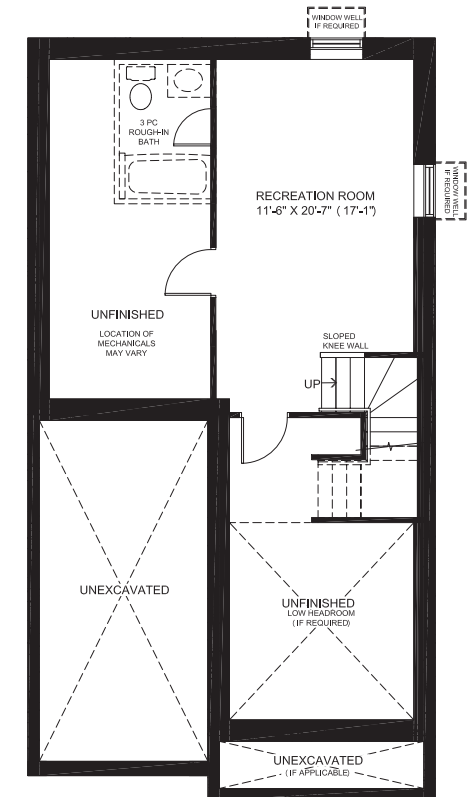 WINDOW WELL
IF REQUIRED
3 PC
ROUGH-IN
BATH
WINDOW WELL
IF REQUIRED
RECREATION ROOM
11'-6" X 20'-7" ( 17'-1")
UNFINISHED
LOCATION OF
MECHANICALS
MAY VARY
SLOPED
KNEE WALL
UP
UNEXCAVATED
UNFINISHED
LOW HEADROOM
(IF REQUIRED)
UNEXCAVATED
(IF APPLICABLE)